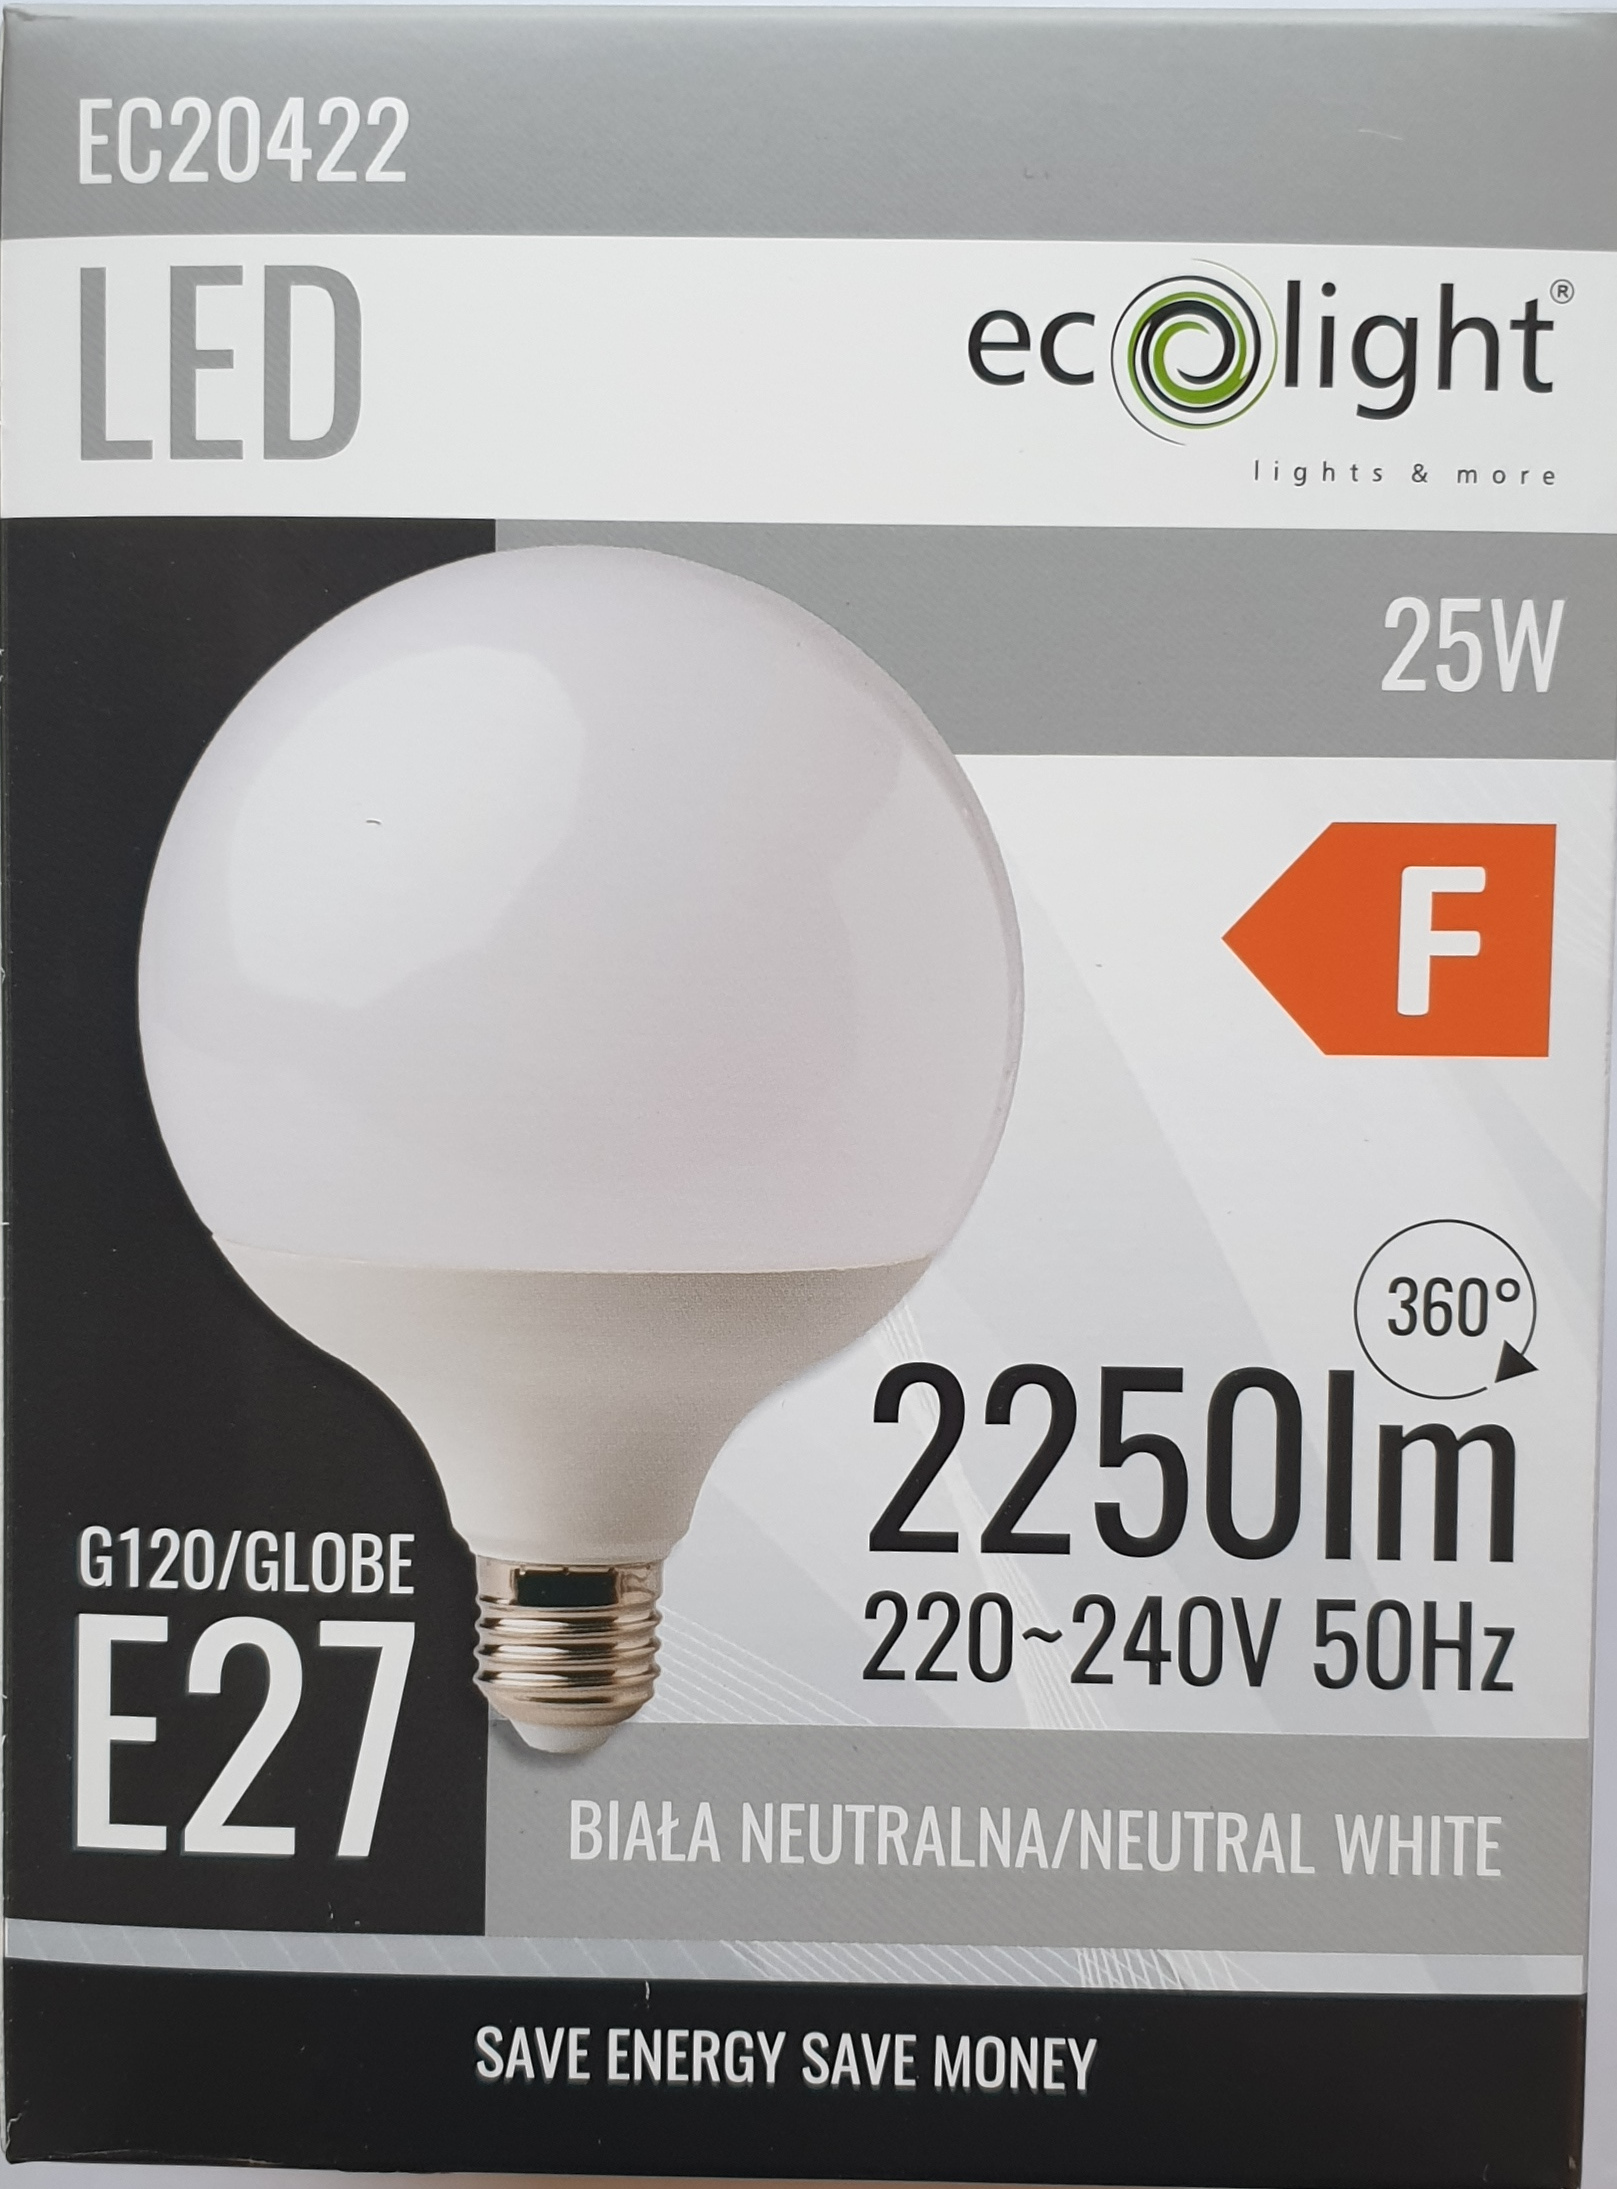 EC20422
LED
ecolight®
lights & more
25W
F
360°
2250lm
220~240V 50Hz
G120/GLOBE
E27
BIAŁA NEUTRALNA/NEUTRAL WHITE
SAVE ENERGY SAVE MONEY